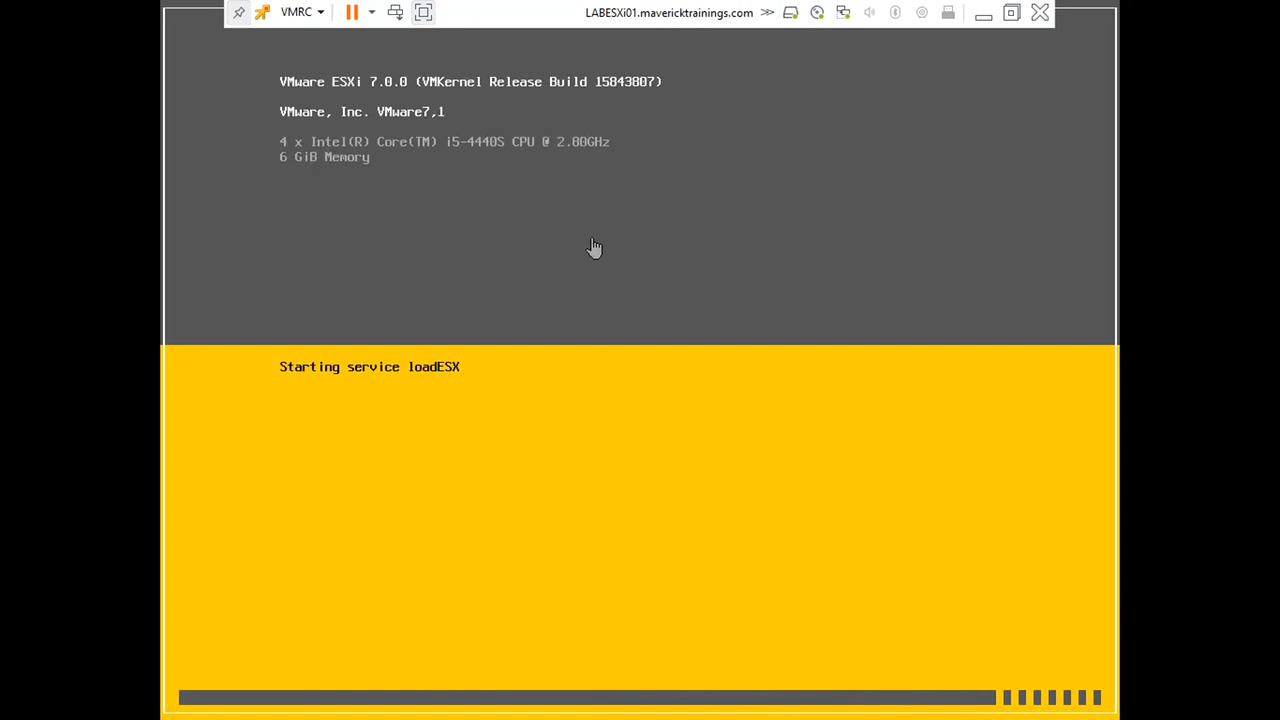 VMRC
LABESXi01.mavericktrainings.com
VMware ESXi 7.0.0 (VMKernel Release Build 15843807)
VMware, Inc. VMware7,1
4 x Intel(R) Core(TM) i5-4440S CPU @ 2.80GHz
6 GiB Memory
Starting service loadESX